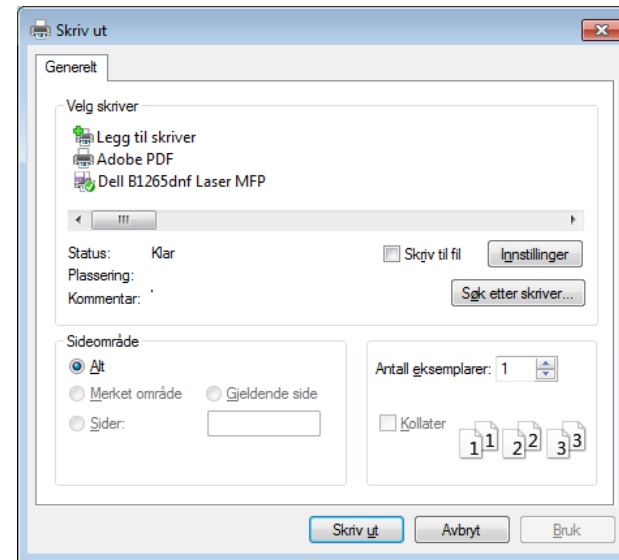 Skriv ut
Generelt
Velg skriver
Legg til skriver
Adobe PDF
Dell B1265dnf Laser MFP
Status: Klar
Skriv til fil
Innstillinger
Plassering:
Kommentar:
Søk etter skriver...
Sideområde
Alt
Merket område
Gjeldende side
Sider:
Antall eksemplarer: 1
Kollater
1 1 2 2 3 3
Skriv ut
Avbryt
Bruk